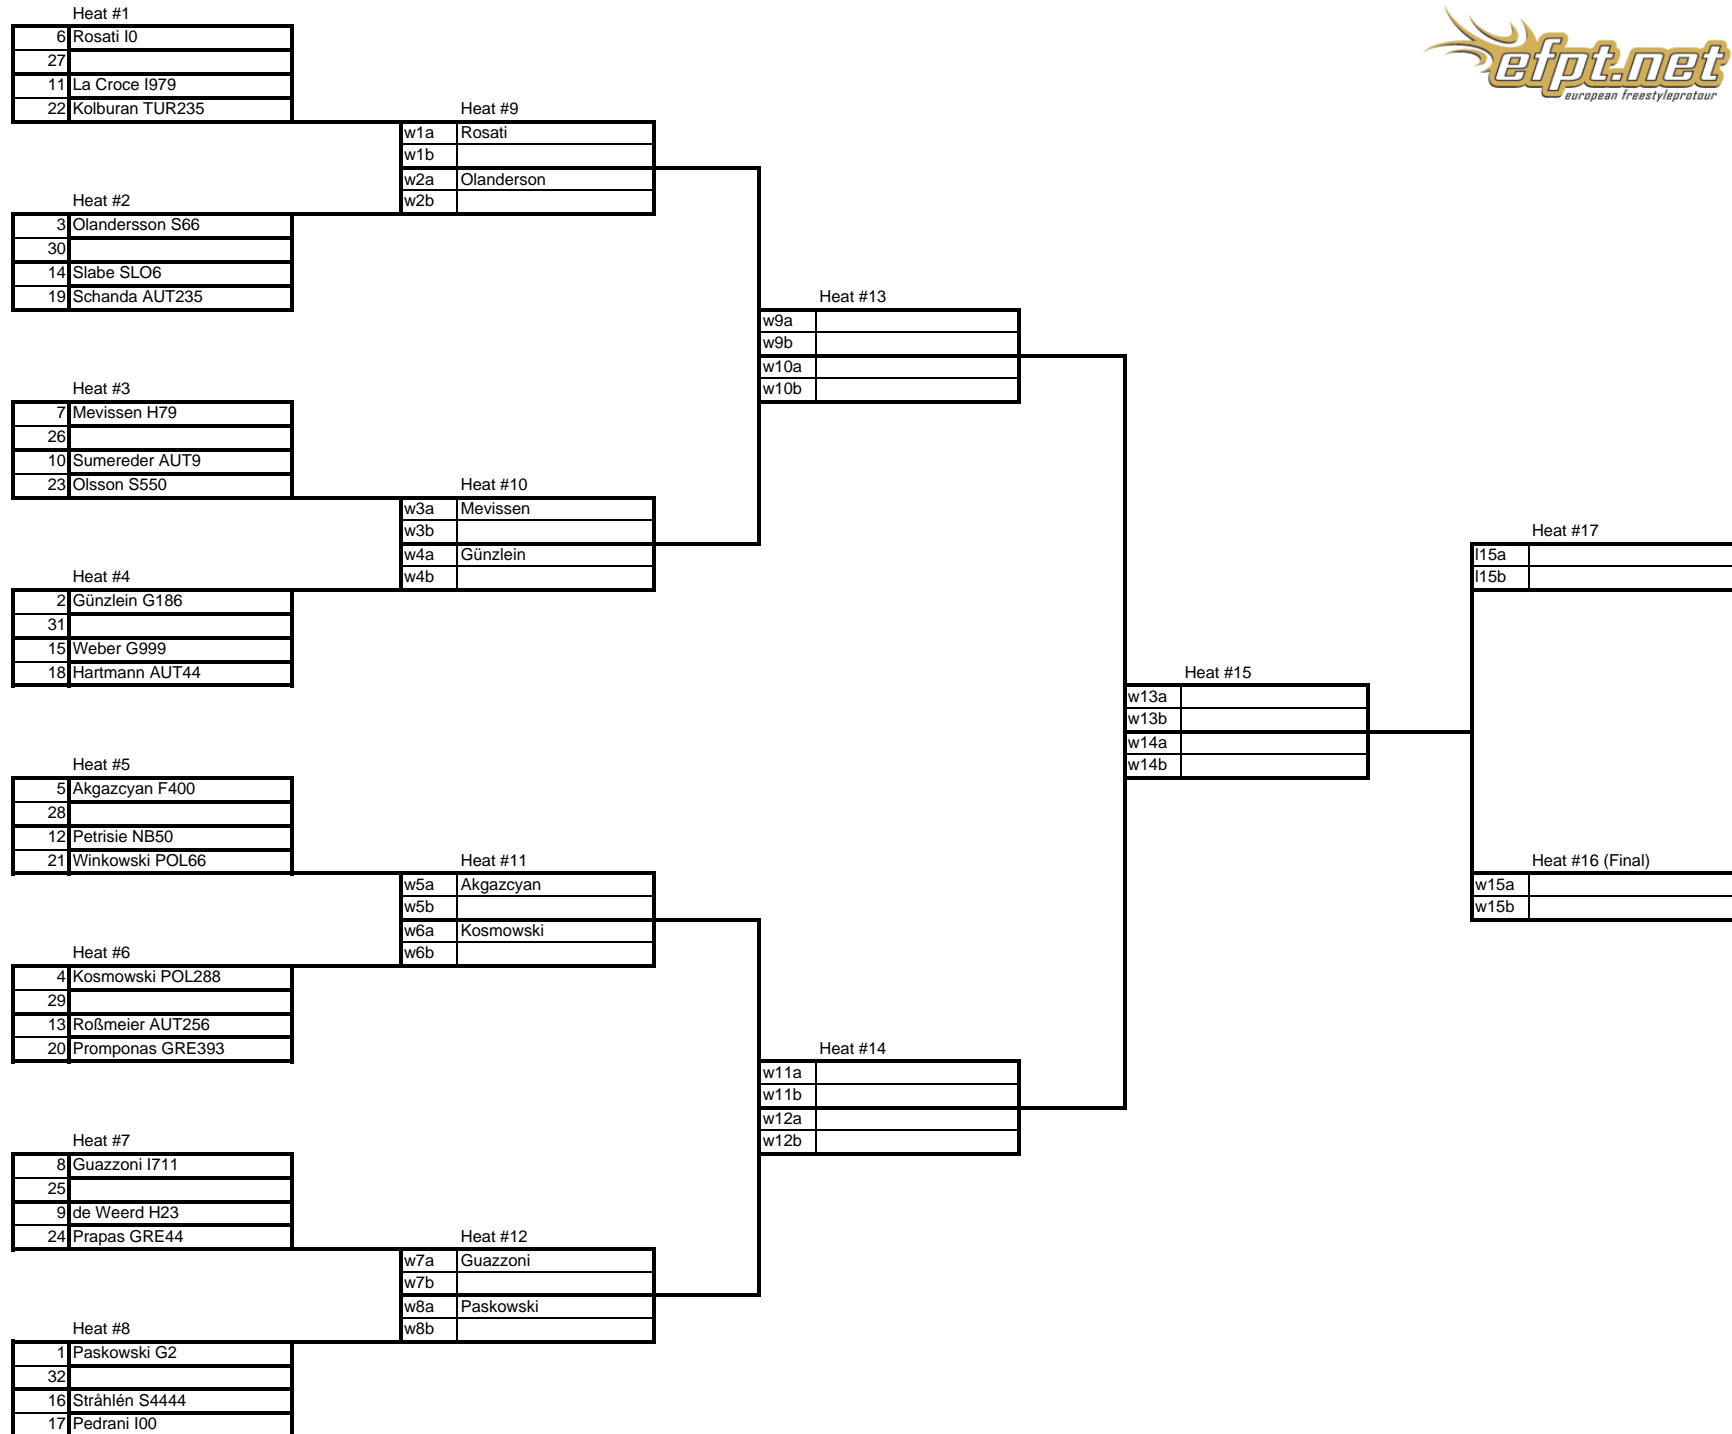 Heat #1
6 Rosati I0
27
11 La Croce I979
22 Kolburan TUR235
Heat #2
3 Olandersson S66
30
14 Slabe SLO6
19 Schanda AUT235
Heat #3
7 Mevissen H79
26
10 Sumereder AUT9
23 Olsson S550
Heat #4
2 Günzlein G186
31
15 Weber G999
18 Hartmann AUT44
Heat #5
5 Akgazcyan F400
28
12 Petrisie NB50
21 Winkowski POL66
Heat #6
4 Kosmowski POL288
29
13 Roßmeier AUT256
20 Promponas GRE393
Heat #7
8 Guazzoni I711
25
9 de Weerd H23
24 Prapas GRE44
Heat #8
1 Paskowski G2
32
16 Stråhlén S4444
17 Pedrani I00
Heat #9
w1a Rosati
w1b
w2a Olanderson
w2b
Heat #10
w3a Mevissen
w3b
w4a Günzlein
w4b
Heat #11
w5a Akgazcyan
w5b
w6a Kosmowski
w6b
Heat #12
w7a Guazzoni
w7b
w8a Paskowski
w8b
Heat #13
w9a
w9b
w10a
w10b
Heat #14
w11a
w11b
w12a
w12b
Heat #15
w13a
w13b
w14a
w14b
Heat #17
l15a
l15b
Heat #16 (Final)
w15a
w15b
efpt.net
european freestyleprotour